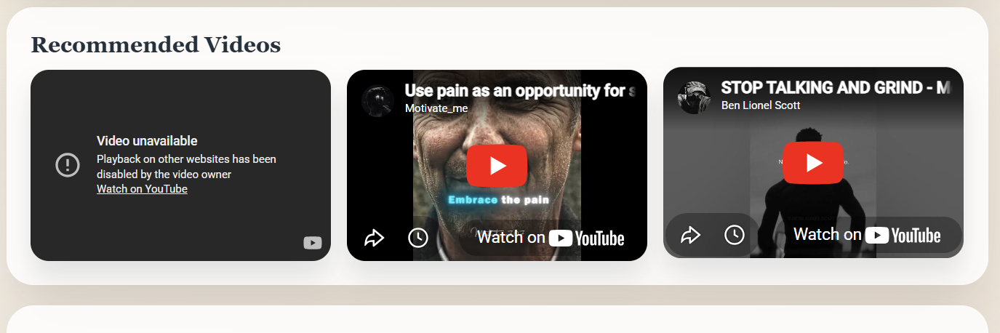 Recommended Videos
Video unavailable
Playback on other websites has been
disabled by the video owner
Watch on YouTube
Use pain as an opportunity for s
Motivate_me
Embrace the pain
Watch on YouTube
STOP TALKING AND GRIND - M
Ben Lionel Scott
Watch on YouTube